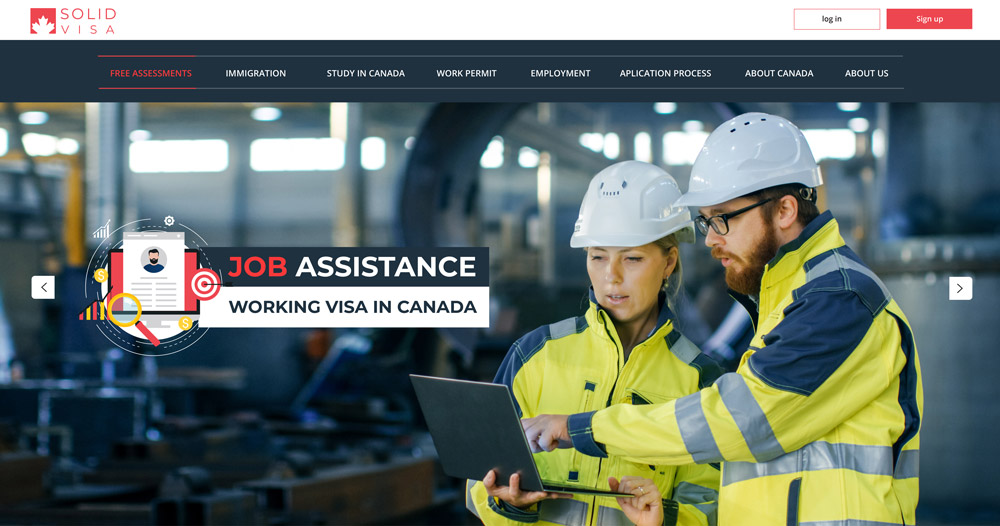 SOLID
VISA
log in
Sign up
FREE ASSESSMENTS
IMMIGRATION
STUDY IN CANADA
WORK PERMIT
EMPLOYMENT
APLICATION PROCESS
ABOUT CANADA
ABOUT US
JOB ASSISTANCE
WORKING VISA IN CANADA